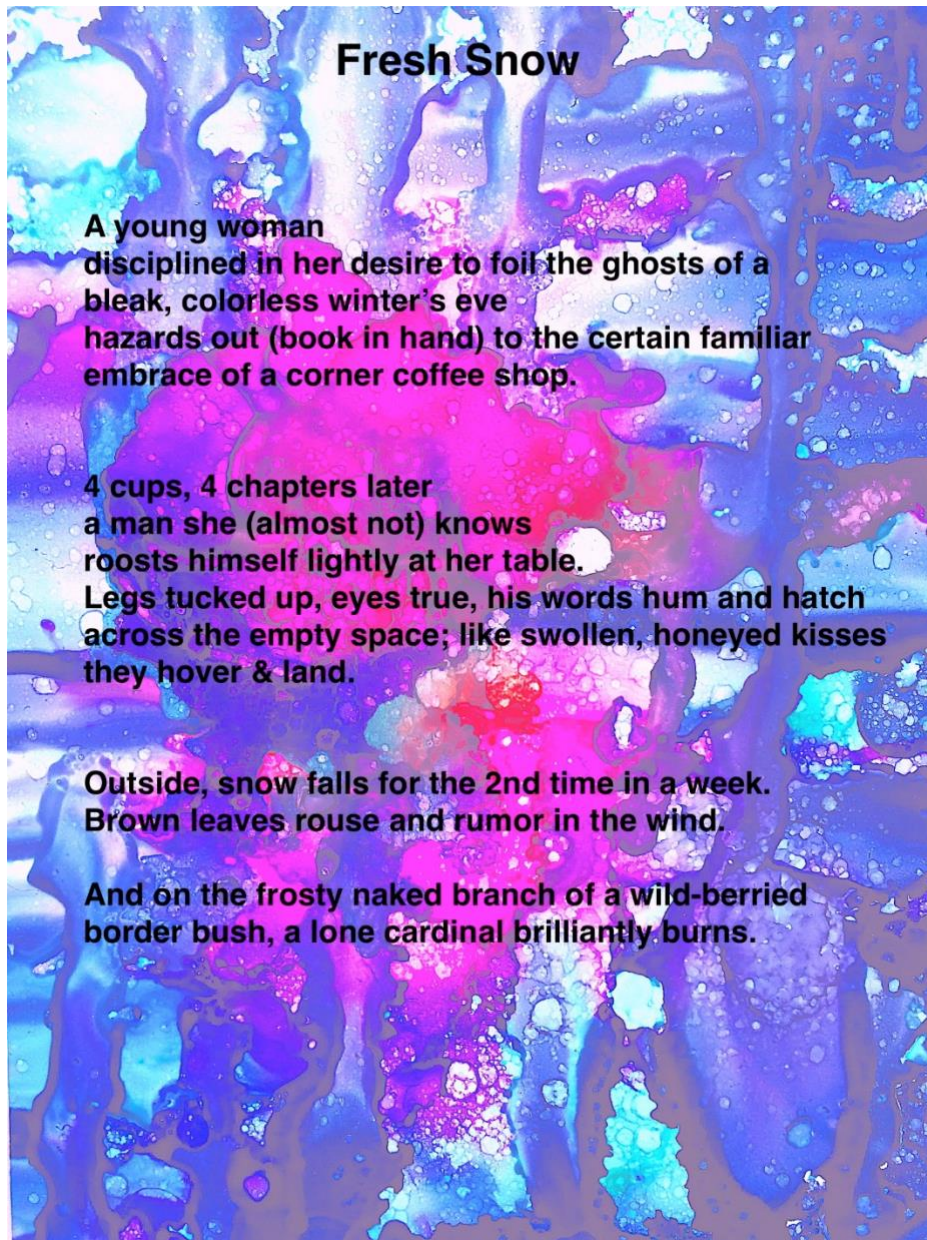 Fresh Snow
A young woman
disciplined in her desire to foil the ghosts of a
bleak, colorless winter's eve
hazards out (book in hand) to the certain familiar
embrace of a corner coffee shop.
4 cups, 4 chapters later
a man she (almost not) knows
roosts himself lightly at her table.
Legs tucked up, eyes true, his words hum and hatch
across the empty space; like swollen, honeyed kisses
they hover & land.
Outside, snow falls for the 2nd time in a week.
Brown leaves rouse and rumor in the wind.
And on the frosty naked branch of a wild-berried
border bush, a lone cardinal brilliantly burns.